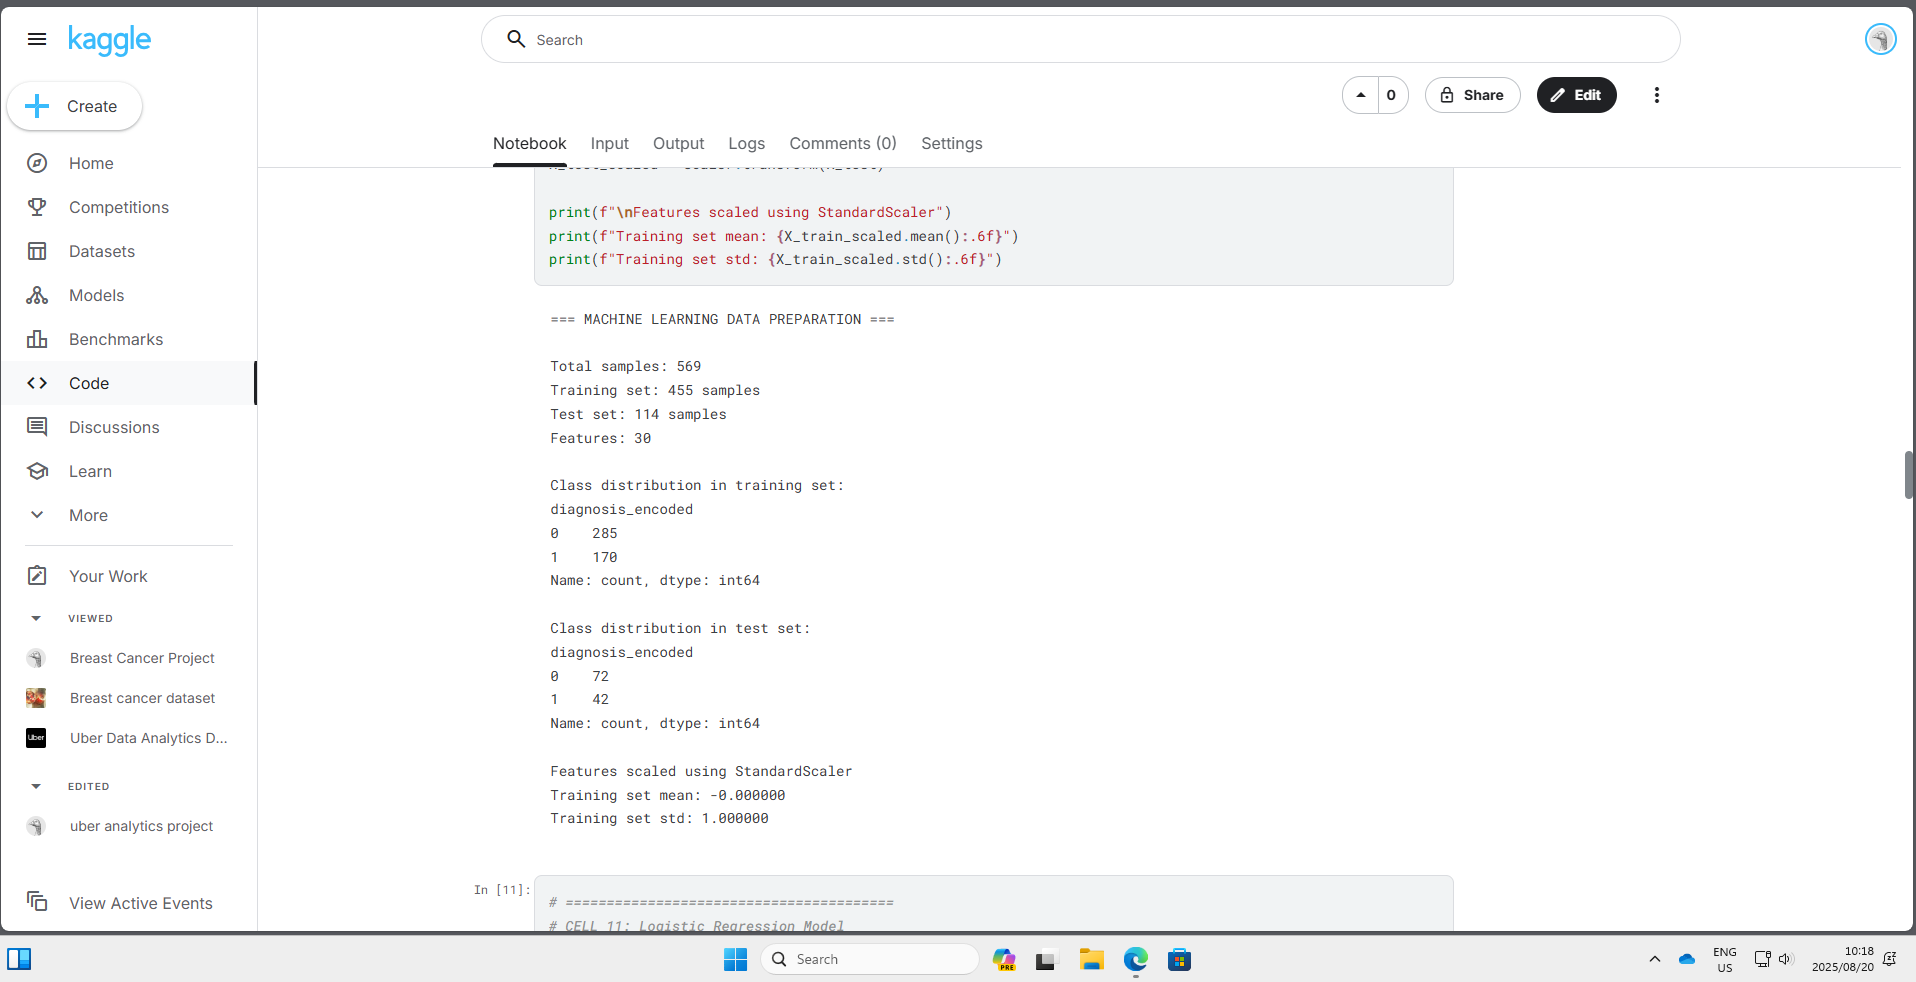 kaggle
Search
Create
0
Share
Edit
Notebook
Input
Output
Logs
Comments (0)
Settings
Home
Competitions
Datasets
Models
Benchmarks
Code
Discussions
Learn
More
Your Work
VIEWED
Breast Cancer Project
Breast cancer dataset
Uber
Uber Data Analytics D...
EDITED
uber analytics project
View Active Events
print(f"\nFeatures scaled using StandardScaler")
print(f"Training set mean: {X_train_scaled.mean():.6f}")
print(f"Training set std: {X_train_scaled.std():.6f}")
=== MACHINE LEARNING DATA PREPARATION ===
Total samples: 569
Training set: 455 samples
Test set: 114 samples
Features: 30
Class distribution in training set:
diagnosis_encoded
0    285
1    170
Name: count, dtype: int64
Class distribution in test set:
diagnosis_encoded
0    72
1    42
Name: count, dtype: int64
Features scaled using StandardScaler
Training set mean: -0.000000
Training set std: 1.000000
In [11]:
# ========================================
# CELL 11: Logistic Regression Model
Search
PRE
ENG
US
10:18
2025/08/20